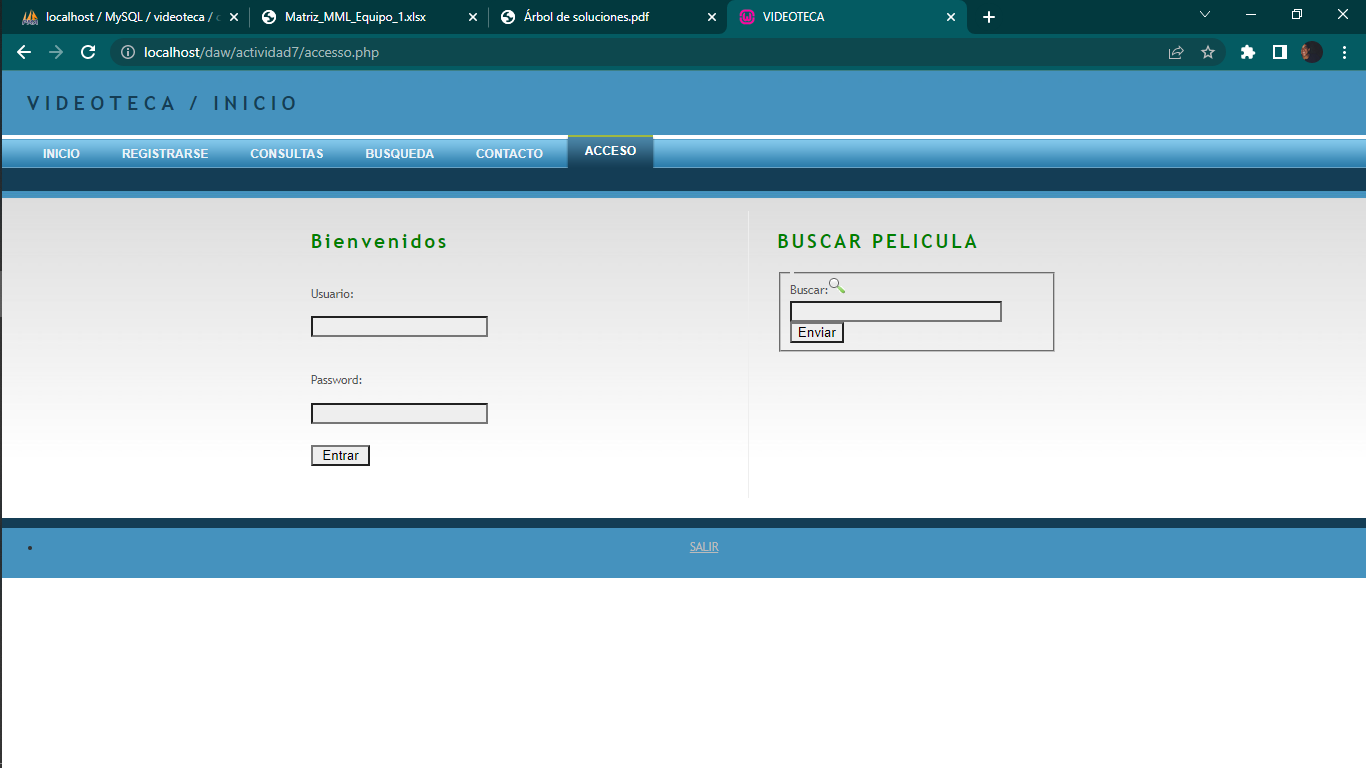 localhost / MySQL / videoteca /
Matriz_MML_Equipo_1.xlsx
Árbol de soluciones.pdf
VIDEOTECA
localhost/daw/actividad7/accesso.php
VIDEOTECA / INICIO
INICIO REGISTRARSE CONSULTAS BUSQUEDA CONTACTO ACCESO
Bienvenidos
Usuario:
Password:
Entrar
BUSCAR PELICULA
Buscar:
Enviar
SALIR